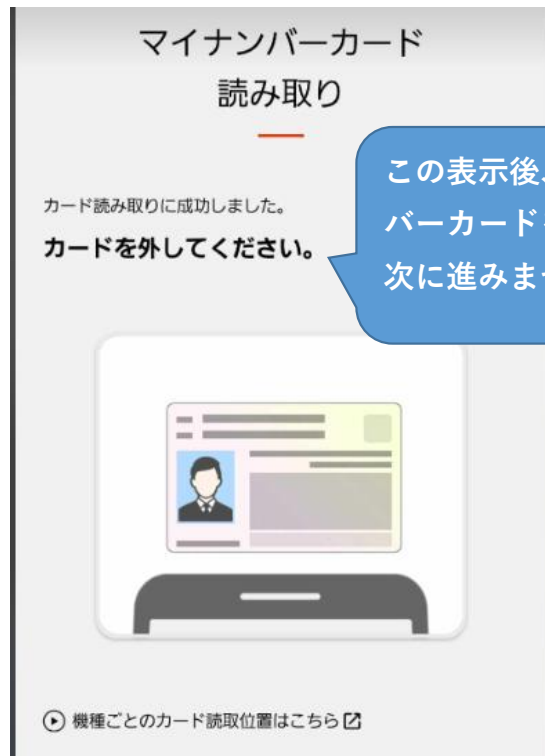 マイナンバーカード
読み取り
カード読み取りに成功しました。
カードを外してください。
この表示後、
バーカード
次に進みま
機種ごとのカード読取位置はこちら